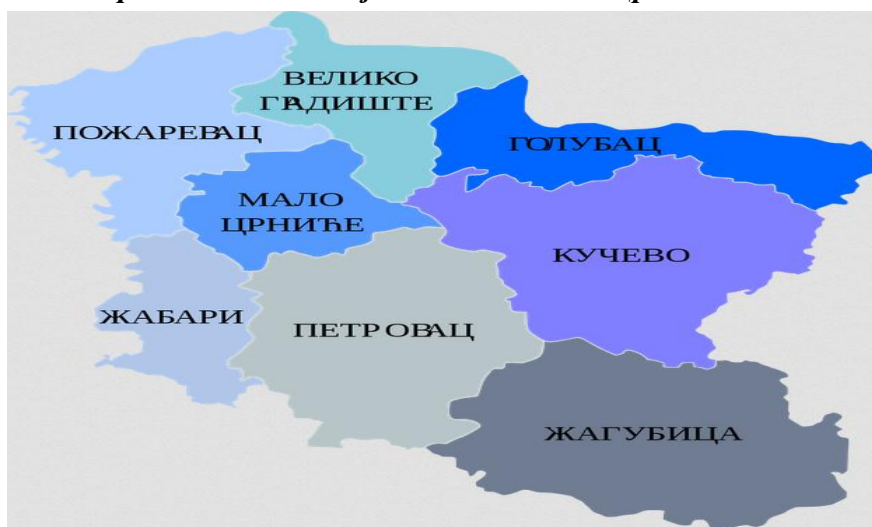 ВЕЛИКО
ГРАДИШТЕ
ПОЖАРЕВАЦ
ГОЛУБАЦ
МАЛО
ЦРНИЋЕ
КУЧЕВО
ЖАБАРИ
ПЕТРОВАЦ
ЖАГУБИЦА